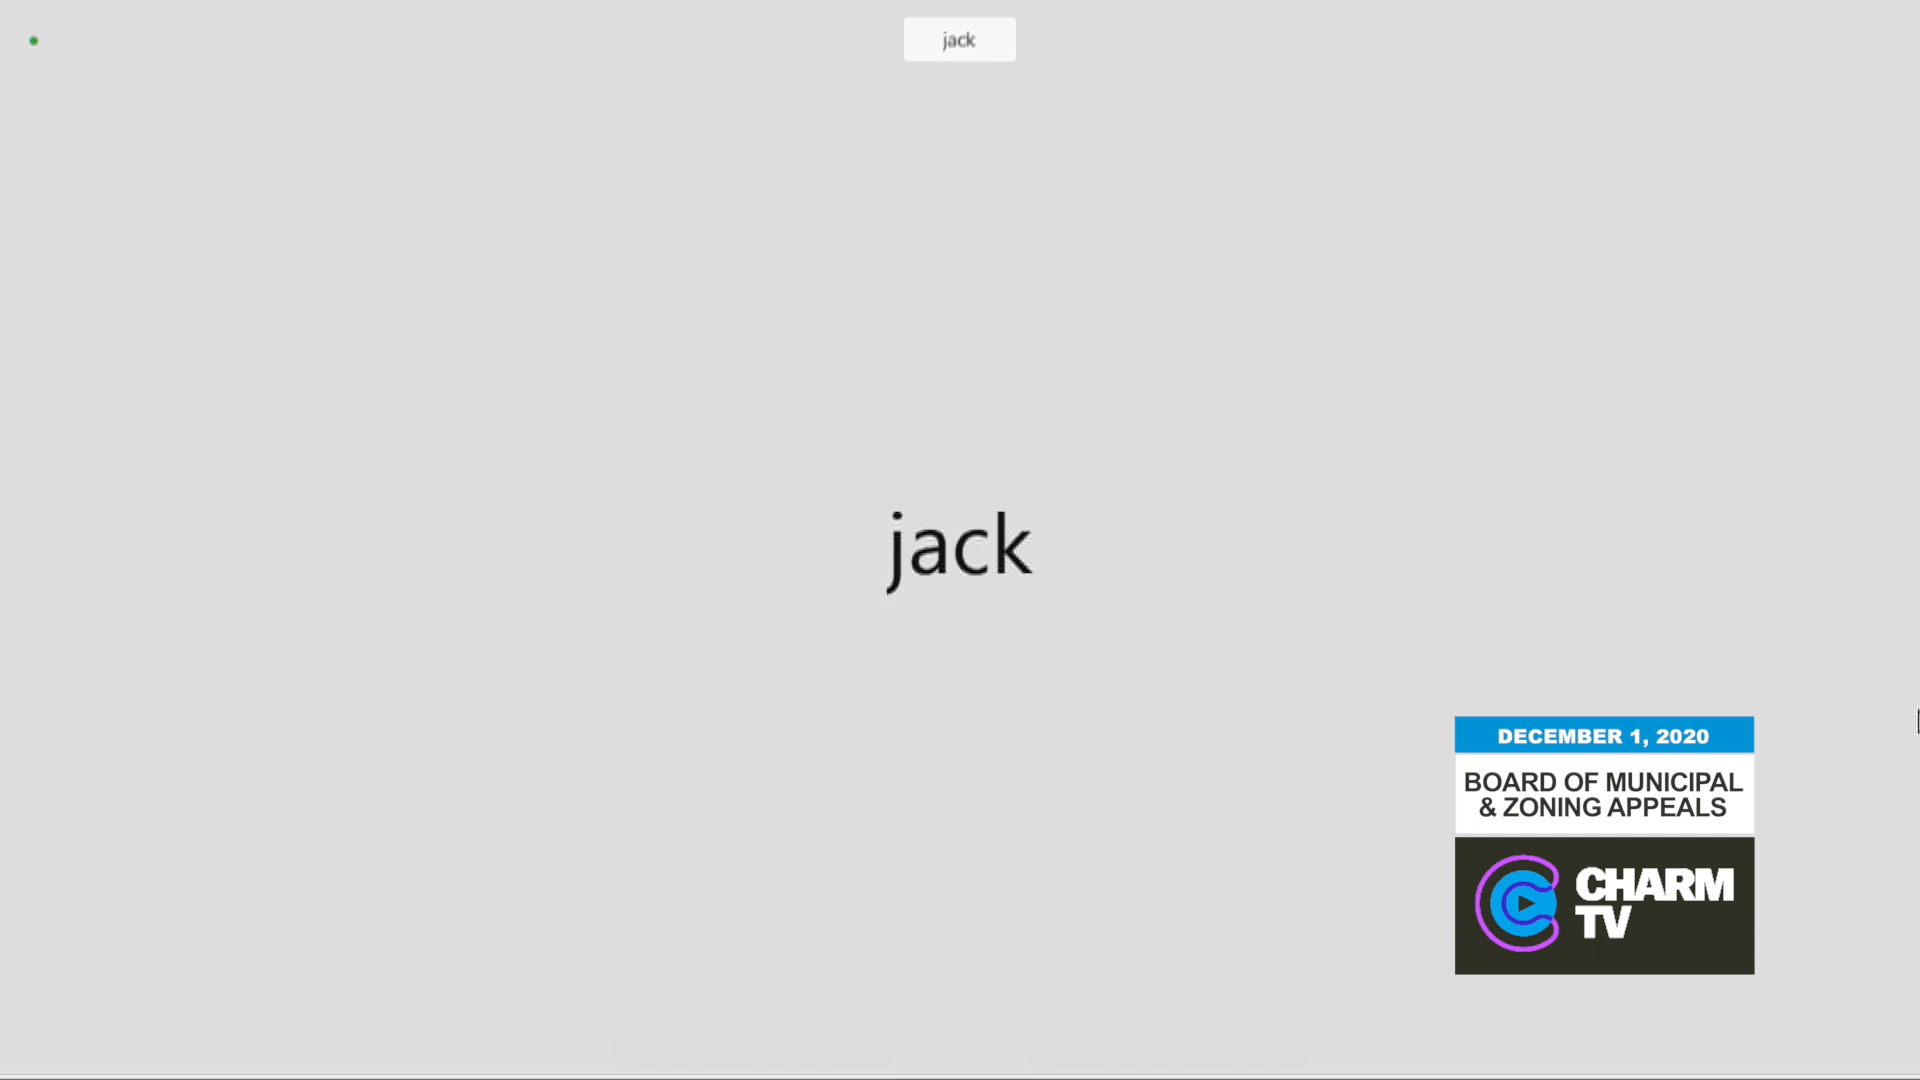 jack
jack
DECEMBER 1, 2020
BOARD OF MUNICIPAL
& ZONING APPEALS
CHARM
TV